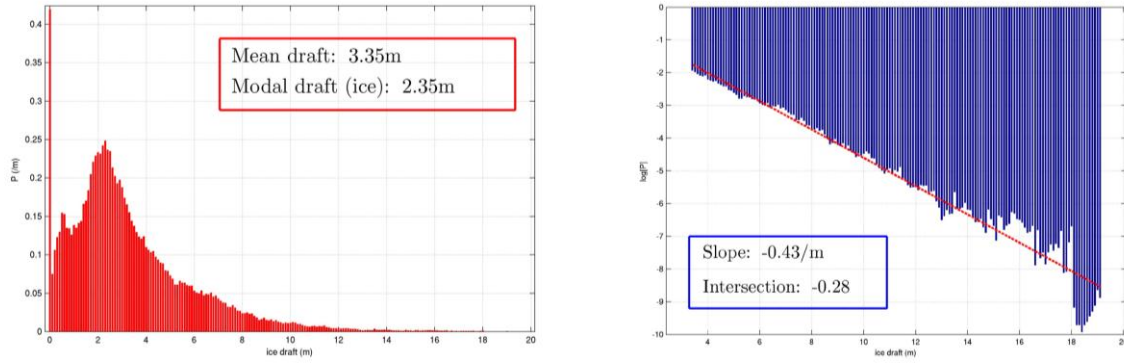 0.4
0.35
0.3
0.25
0.2
0.15
0.1
0.05
0
P (/m)
Mean draft: 3.35m
Modal draft (ice): 2.35m
0 2 4 6 8 10 12 14 16 18 20
ice draft (m)
0
-1
-2
-3
-4
-5
-6
-7
-8
-9
-10
log[P]
Slope: -0.43/m
Intersection: -0.28
4 6 8 10 12 14 16 18 20
ice draft (m)